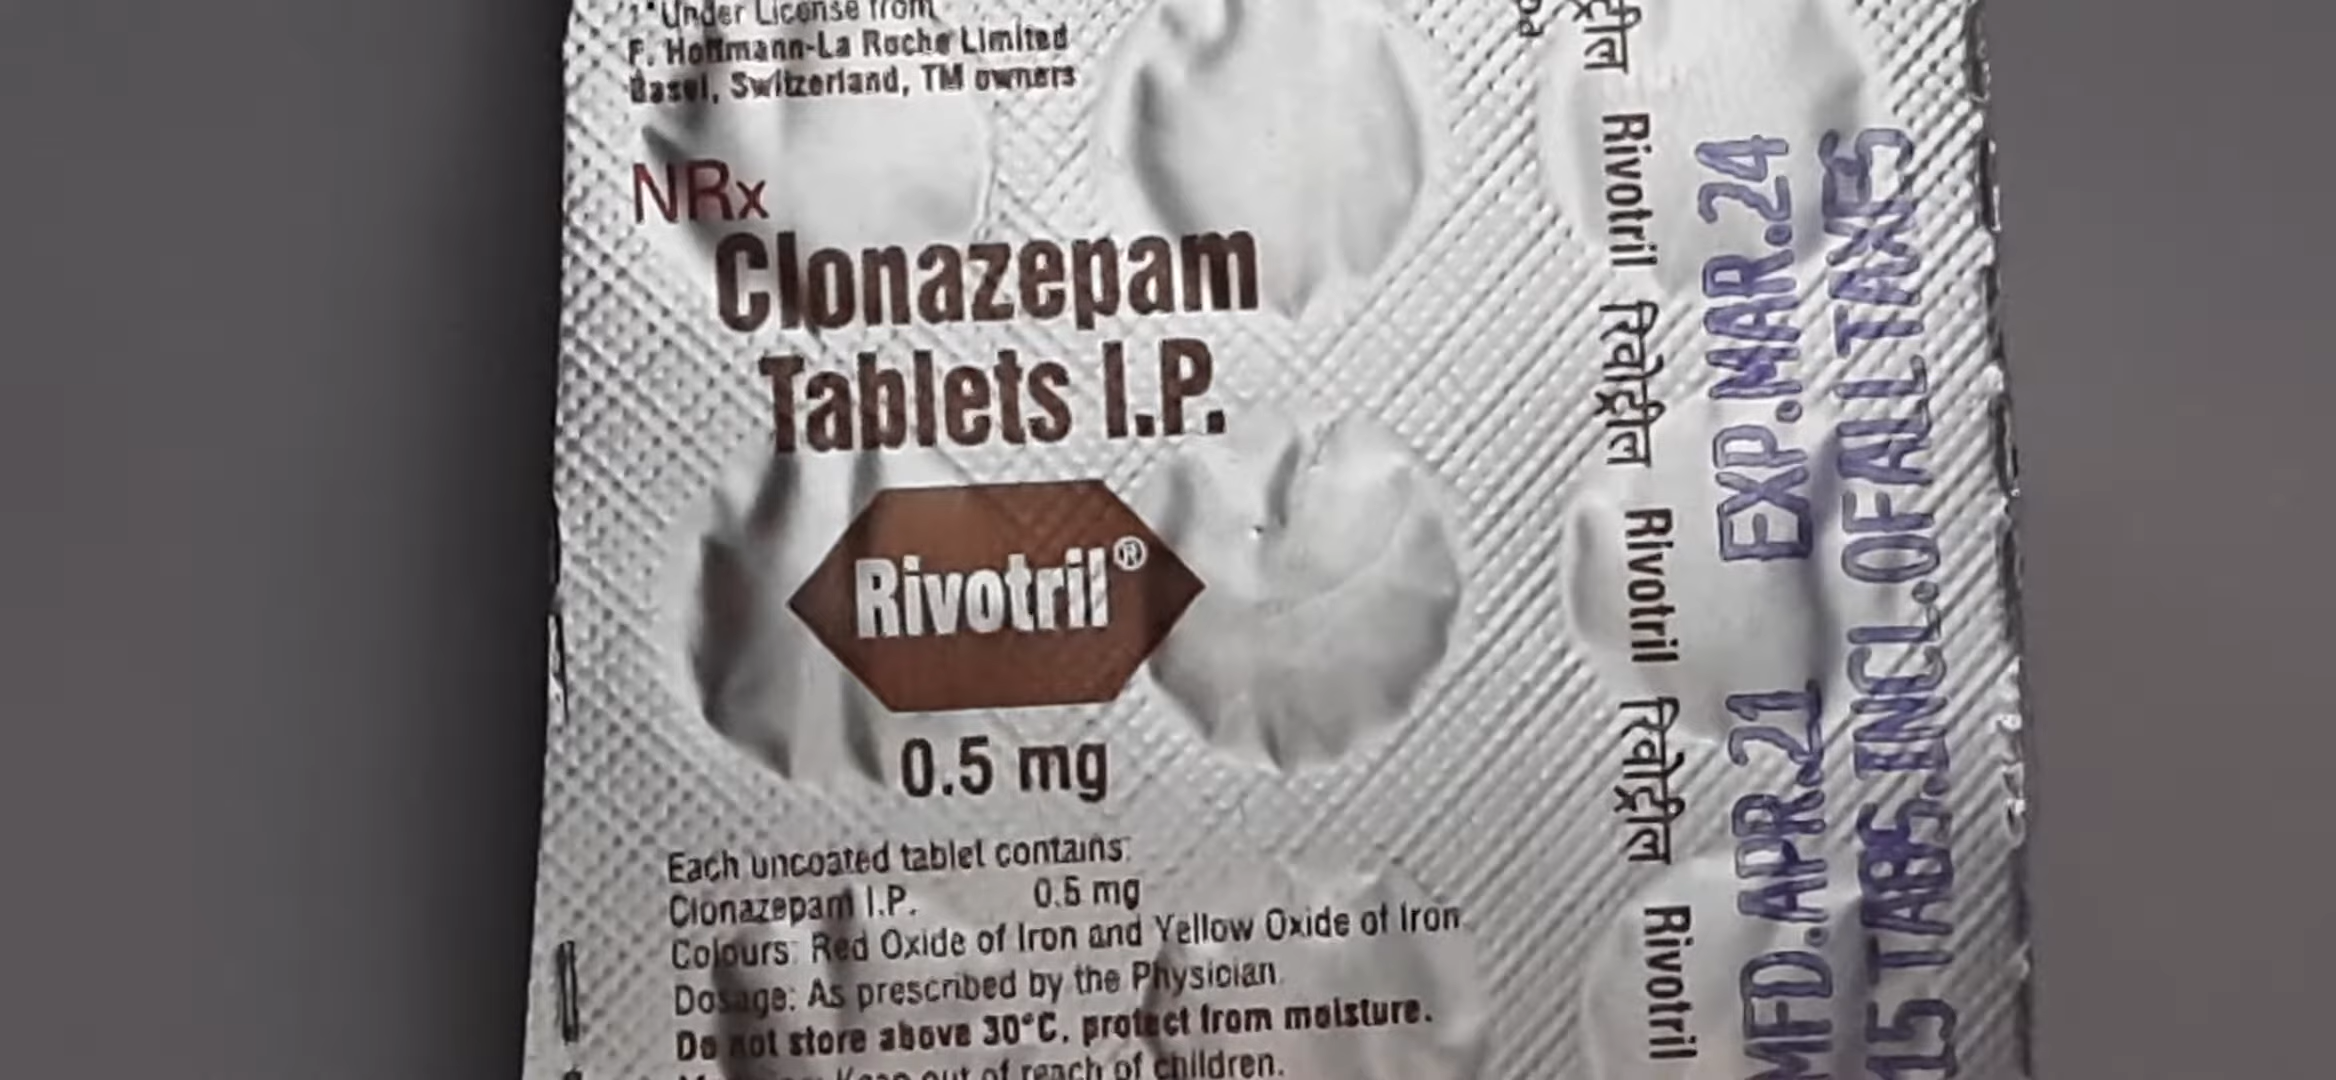 Under License from
F. Hoffmann-La Roche Limited
Basel, Switzerland, TM owners
NRx
Clonazepam
Tablets I.P.
Rivotril®
0.5 mg
Each uncoated tablet contains:
Clonazepam I.P. 0.5 mg
Colours: Red Oxide of Iron and Yellow Oxide of Iron.
Dosage: As prescribed by the Physician.
Do not store above 30°C, protect from moisture.
Keep out of reach of children.
Rivotril रिवोट्रील Rivotril रिवोट्रील Rivotril
MFD.APR.21 EXP.MAR.24
15 TABS.INCL.OF ALL TAXES